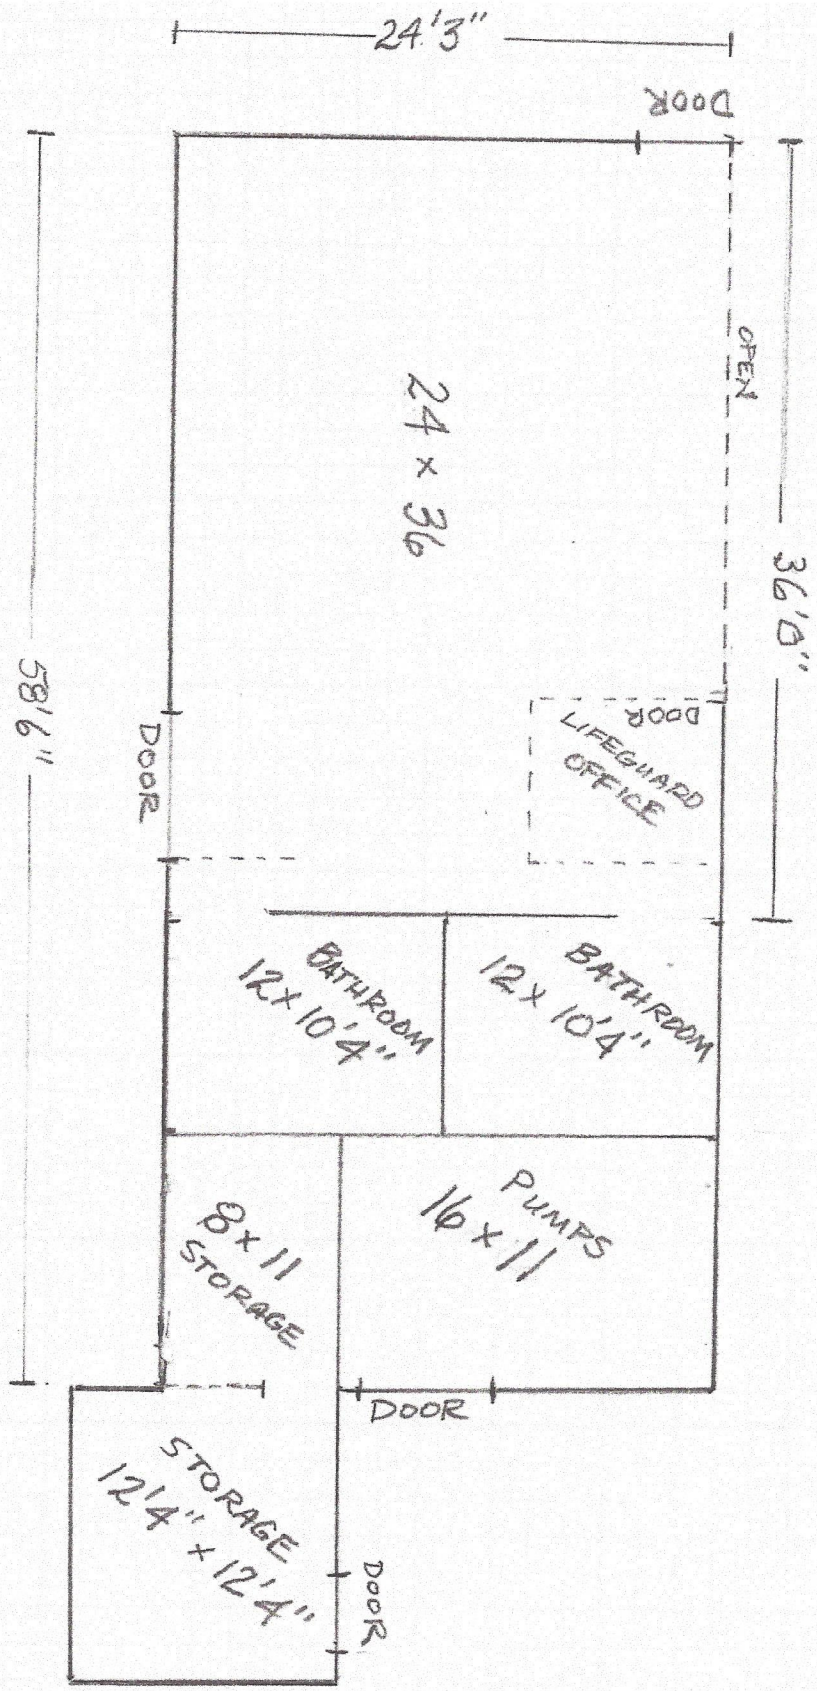 24'3"
DOOR
OPEN
24 x 36
36'0"
58'6"
DOOR
DOOR
LIFEGUARD
OFFICE
BATHROOM
12 x 10'4"
BATHROOM
12 x 10'4"
8 x 11
STORAGE
PUMPS
16 x 11
DOOR
STORAGE
12'4" x 12'4"
DOOR